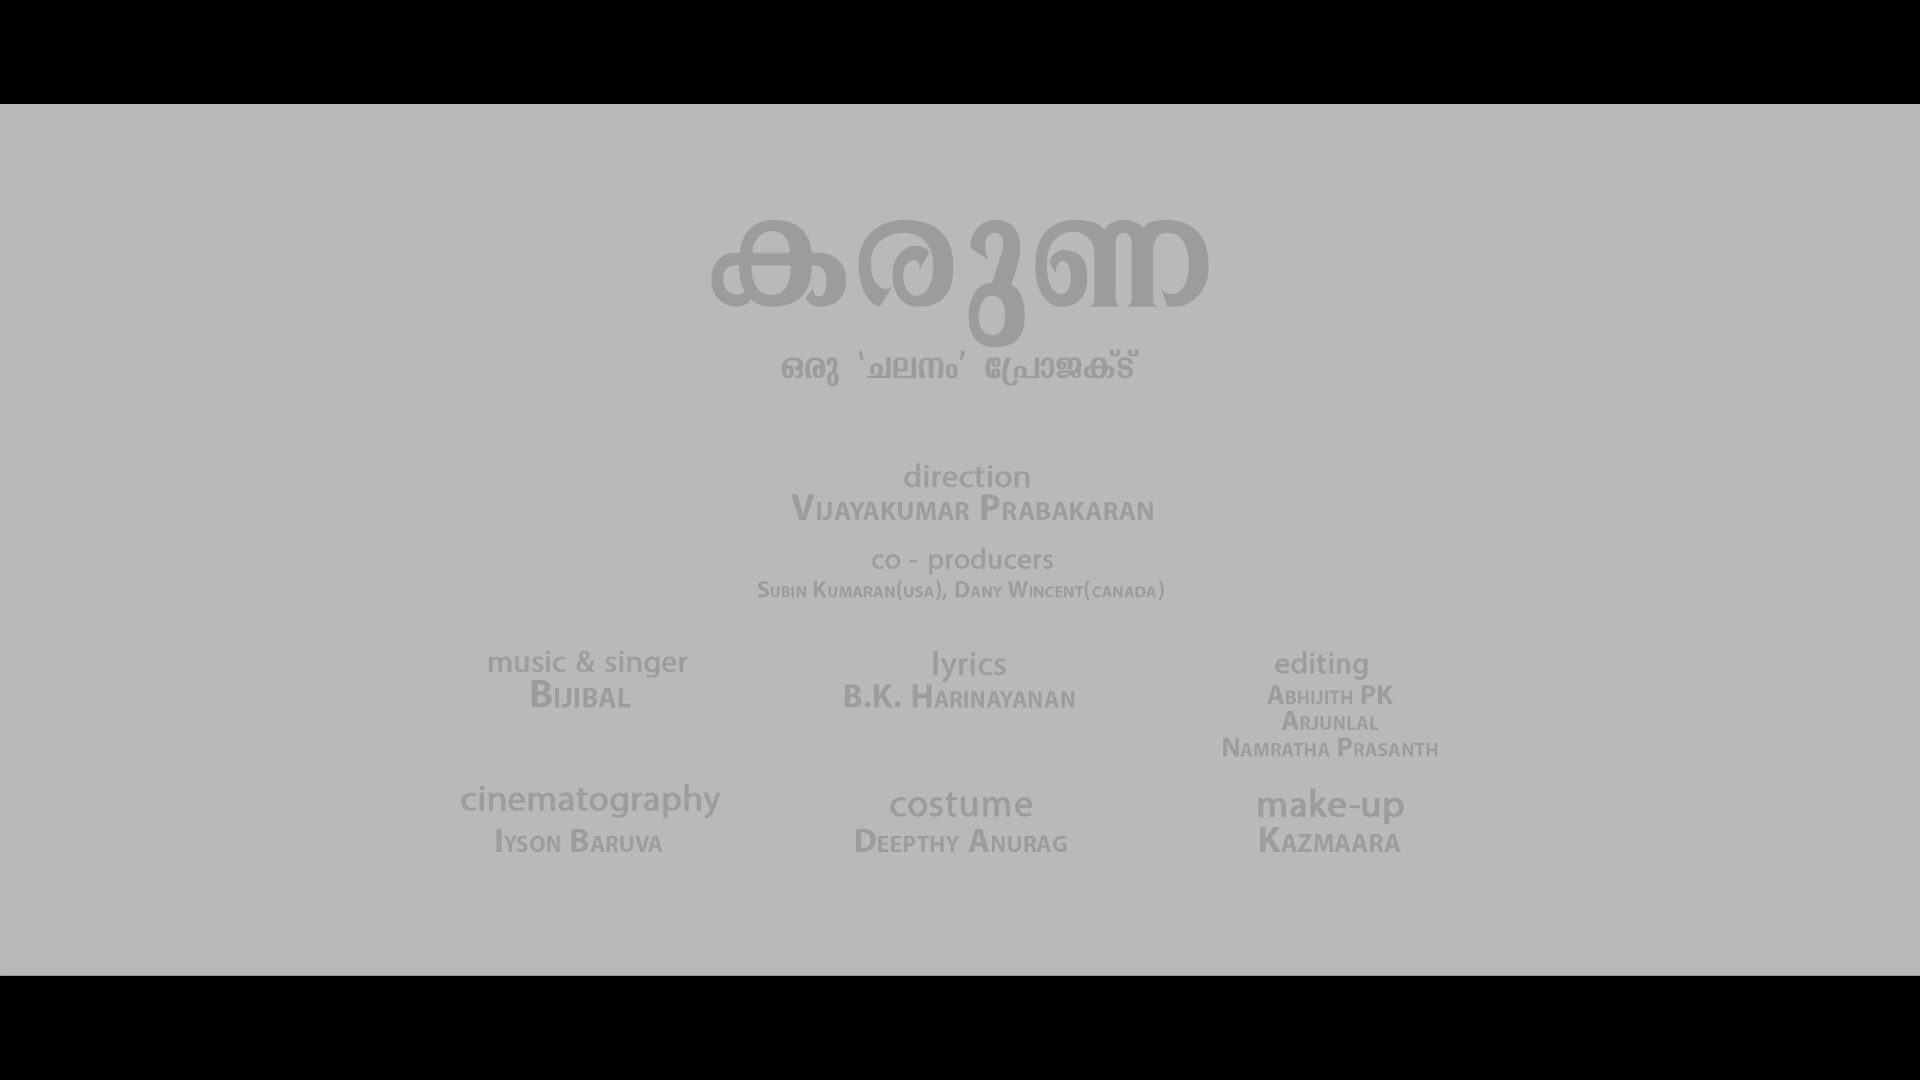 കരുണ
ഒരു 'ചലനം' പ്രോജക്ട്
direction
VIJAYAKUMAR PRABAKARAN
co - producers
SUBIN KUMARAN(USA), DANY WINCENT(CANADA)
music & singer
BIJIBAL
lyrics
B.K. HARINAYANAN
editing
ABHIJITH PK
ARJUNLAL
NAMRATHA PRASANTH
cinematography
IYSON BARUVA
costume
DEEPTHY ANURAG
make-up
KAZMAARA